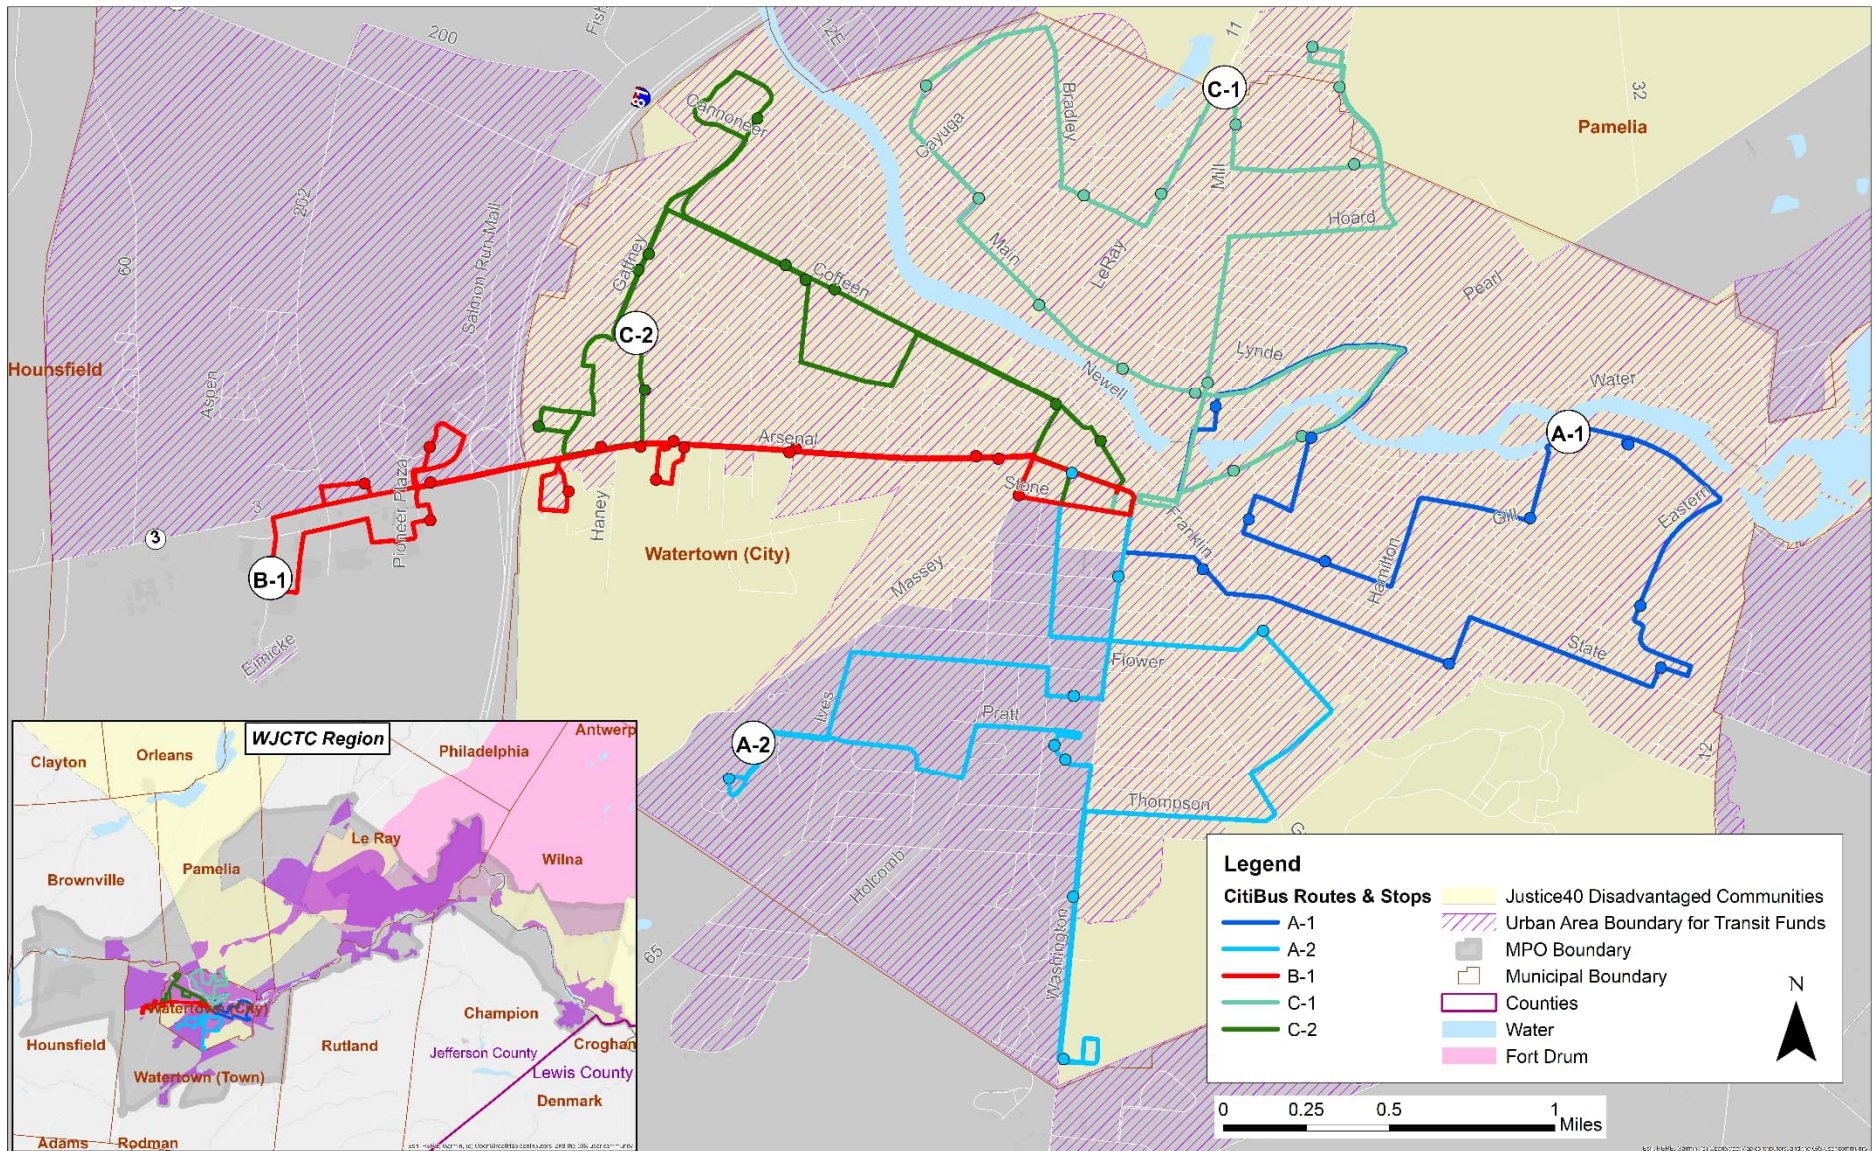 200
Fish
12E
11
C-1
32
Pamelia
Cannoneer
Cayuga
Bradley
Mill
Hoard
202
60
Salmon Run Mall
Gaffney
Coffeen
Main
LeRay
Pearl
C-2
Lynde
Newell
Water
Hounsfield
Aspen
Arsenal
A-1
Pioneer Plaza
3
3
Haney
Stone
Franklin
Gill
Eastern
Watertown (City)
Massey
Hamilton
B-1
Eimicke
Flower
State
Ives
Pratt
A-2
12
Thompson
Holcomb
65
Washington
WJCTC Region
Antwerp
Clayton
Orleans
Philadelphia
Le Ray
Wilna
Brownville
Pamelia
Watertown (City)
Champion
Hounsfield
Rutland
Jefferson County
Croghan
Lewis County
Watertown (Town)
Denmark
Adams
Rodman
Legend
CitiBus Routes & Stops
A-1
A-2
B-1
C-1
C-2
Justice40 Disadvantaged Communities
Urban Area Boundary for Transit Funds
MPO Boundary
Municipal Boundary
Counties
Water
Fort Drum
N
0 0.25 0.5 1
Miles